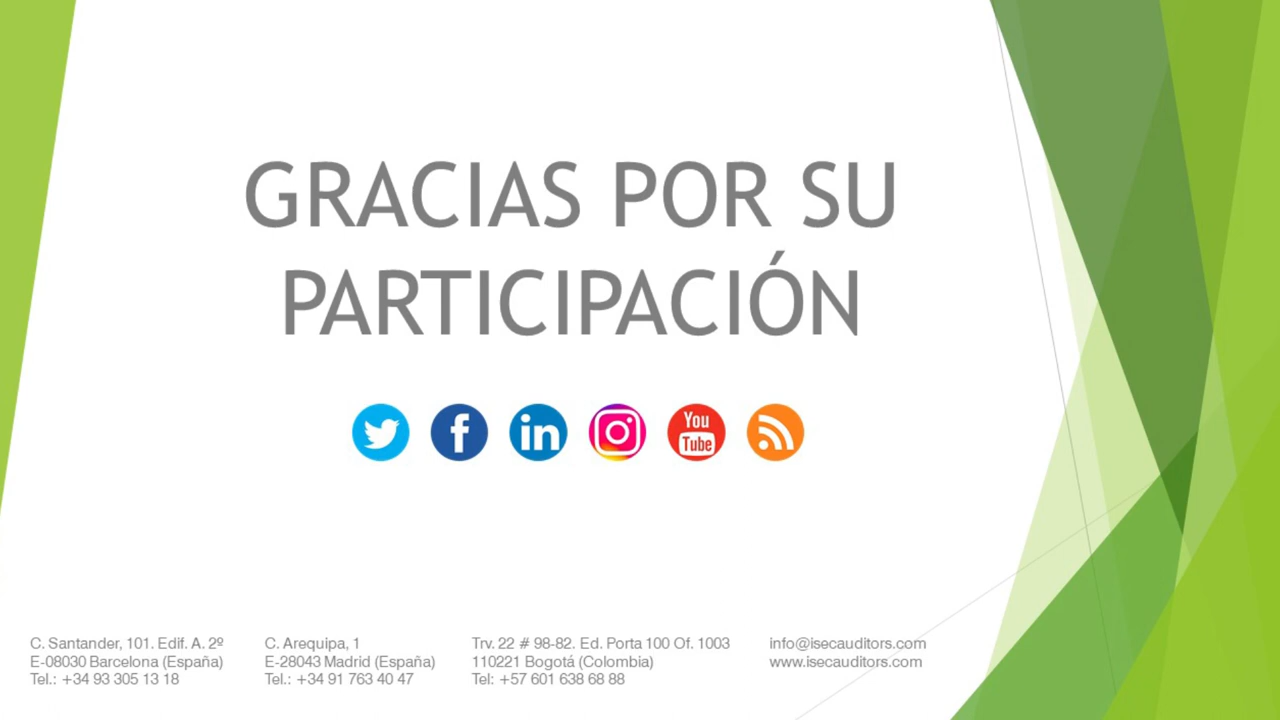 GRACIAS POR SU
PARTICIPACIÓN
f
in
You
Tube
C. Santander, 101. Edif. A. 2º
E-08030 Barcelona (España)
Tel.: +34 93 305 13 18
C. Arequipa, 1
E-28043 Madrid (España)
Tel.: +34 91 763 40 47
Trv. 22 # 98-82. Ed. Porta 100 Of. 1003
110221 Bogotá (Colombia)
Tel: +57 601 638 68 88
info@isecauditors.com
www.isecauditors.com